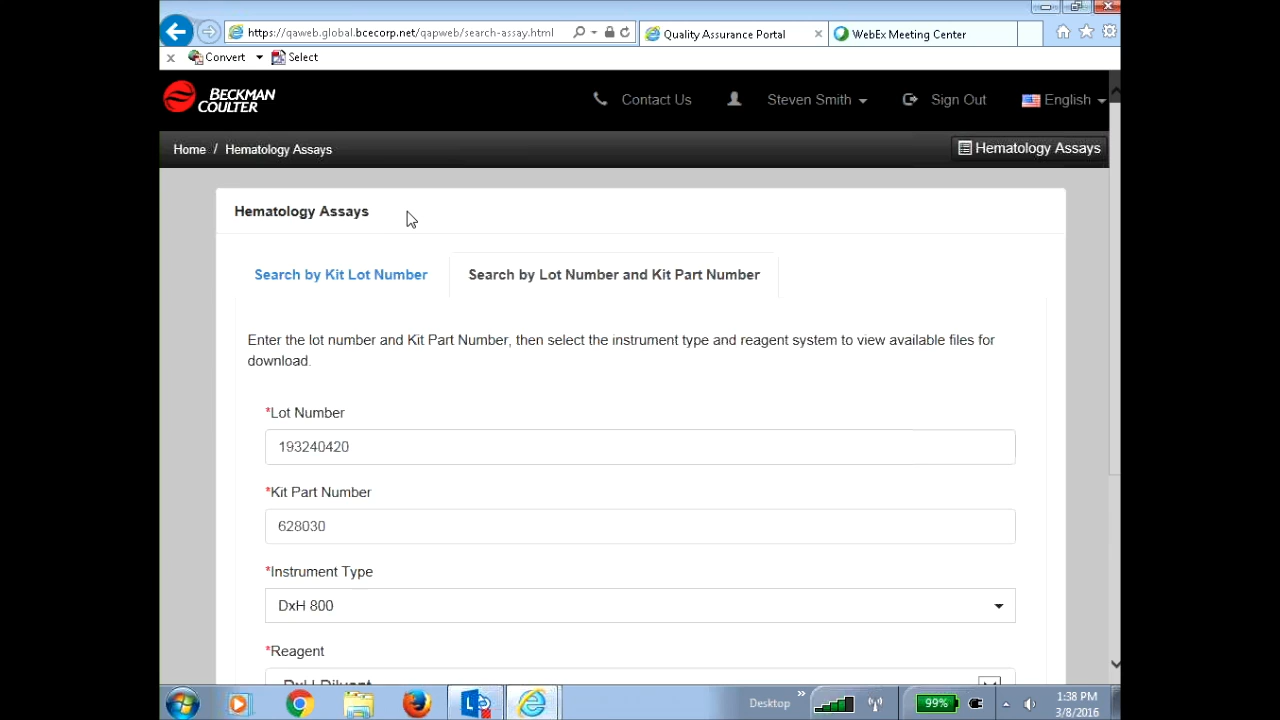 https://qaweb.global.bcecorp.net/qapweb/search-assay.html
Quality Assurance Portal
WebEx Meeting Center
Convert
Select
BECKMAN COULTER
Contact Us
Steven Smith
Sign Out
English
Home / Hematology Assays
Hematology Assays
Hematology Assays
Search by Kit Lot Number
Search by Lot Number and Kit Part Number
Enter the lot number and Kit Part Number, then select the instrument type and reagent system to view available files for
download.
*Lot Number
193240420
*Kit Part Number
628030
*Instrument Type
DxH 800
*Reagent
DxH Diluent
Desktop
99%
1:38 PM
3/8/2016